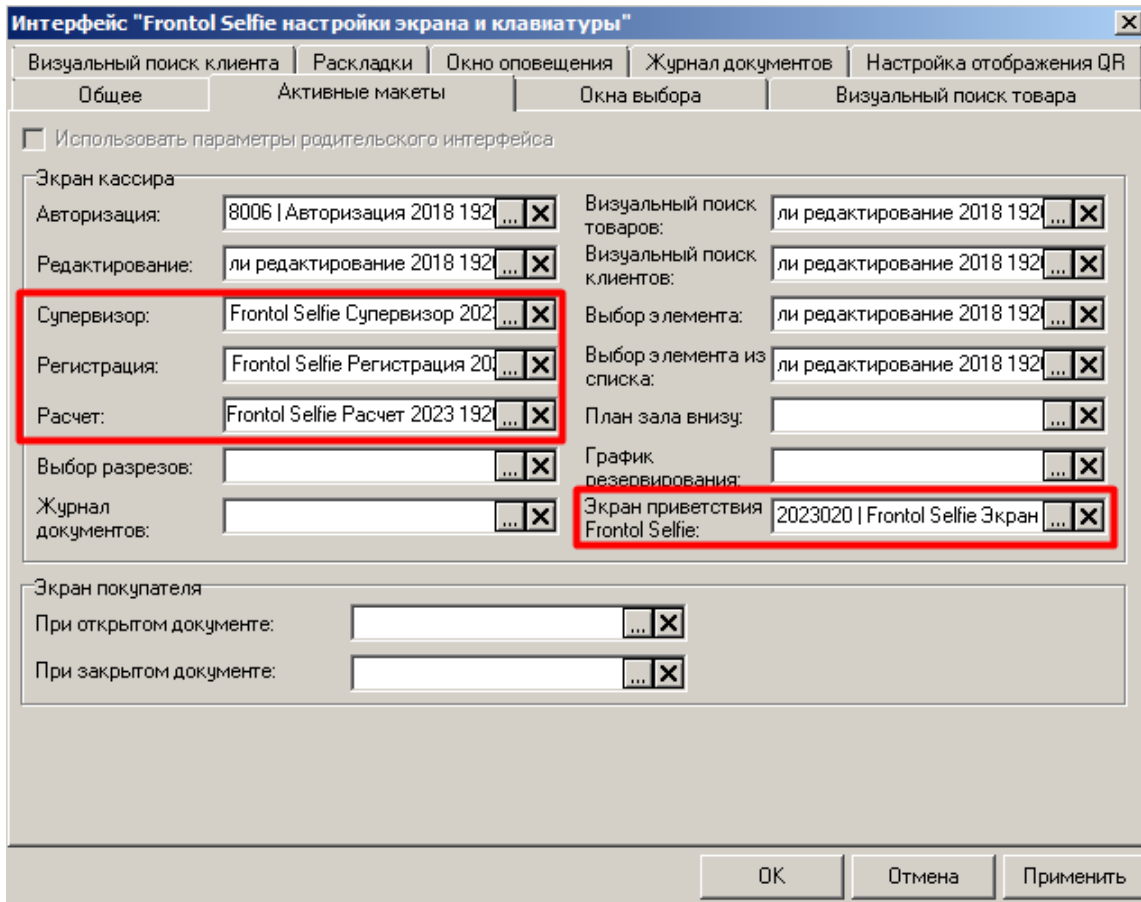 Интерфейс "Frontol Selfie настройки экрана и клавиатуры"
Визуальный поиск клиента Раскладки Окно оповещения Журнал документов Настройка отображения QR
Общее Активные макеты Окна выбора Визуальный поиск товара
Использовать параметры родительского интерфейса
Экран кассира
Авторизация: 8006 | Авторизация 2018 192 ...
Редактирование: ли редактирование 2018 192 ...
Супервизор: Frontol Selfie Супервизор 202 ...
Регистрация: Frontol Selfie Регистрация 20 ...
Расчет: Frontol Selfie Расчет 2023 192 ...
Выбор разрезов: ...
Журнал
документов: ...
Визуальный поиск
товаров: ли редактирование 2018 192 ...
Визуальный поиск
клиентов: ли редактирование 2018 192 ...
Выбор элемента: ли редактирование 2018 192 ...
Выбор элемента из
списка: ли редактирование 2018 192 ...
План зала внизу: ...
График
резервирования: ...
Экран приветствия
Frontol Selfie: 2023020 | Frontol Selfie Экран ...
Экран покупателя
При открытом документе: ...
При закрытом документе: ...
OK Отмена Применить